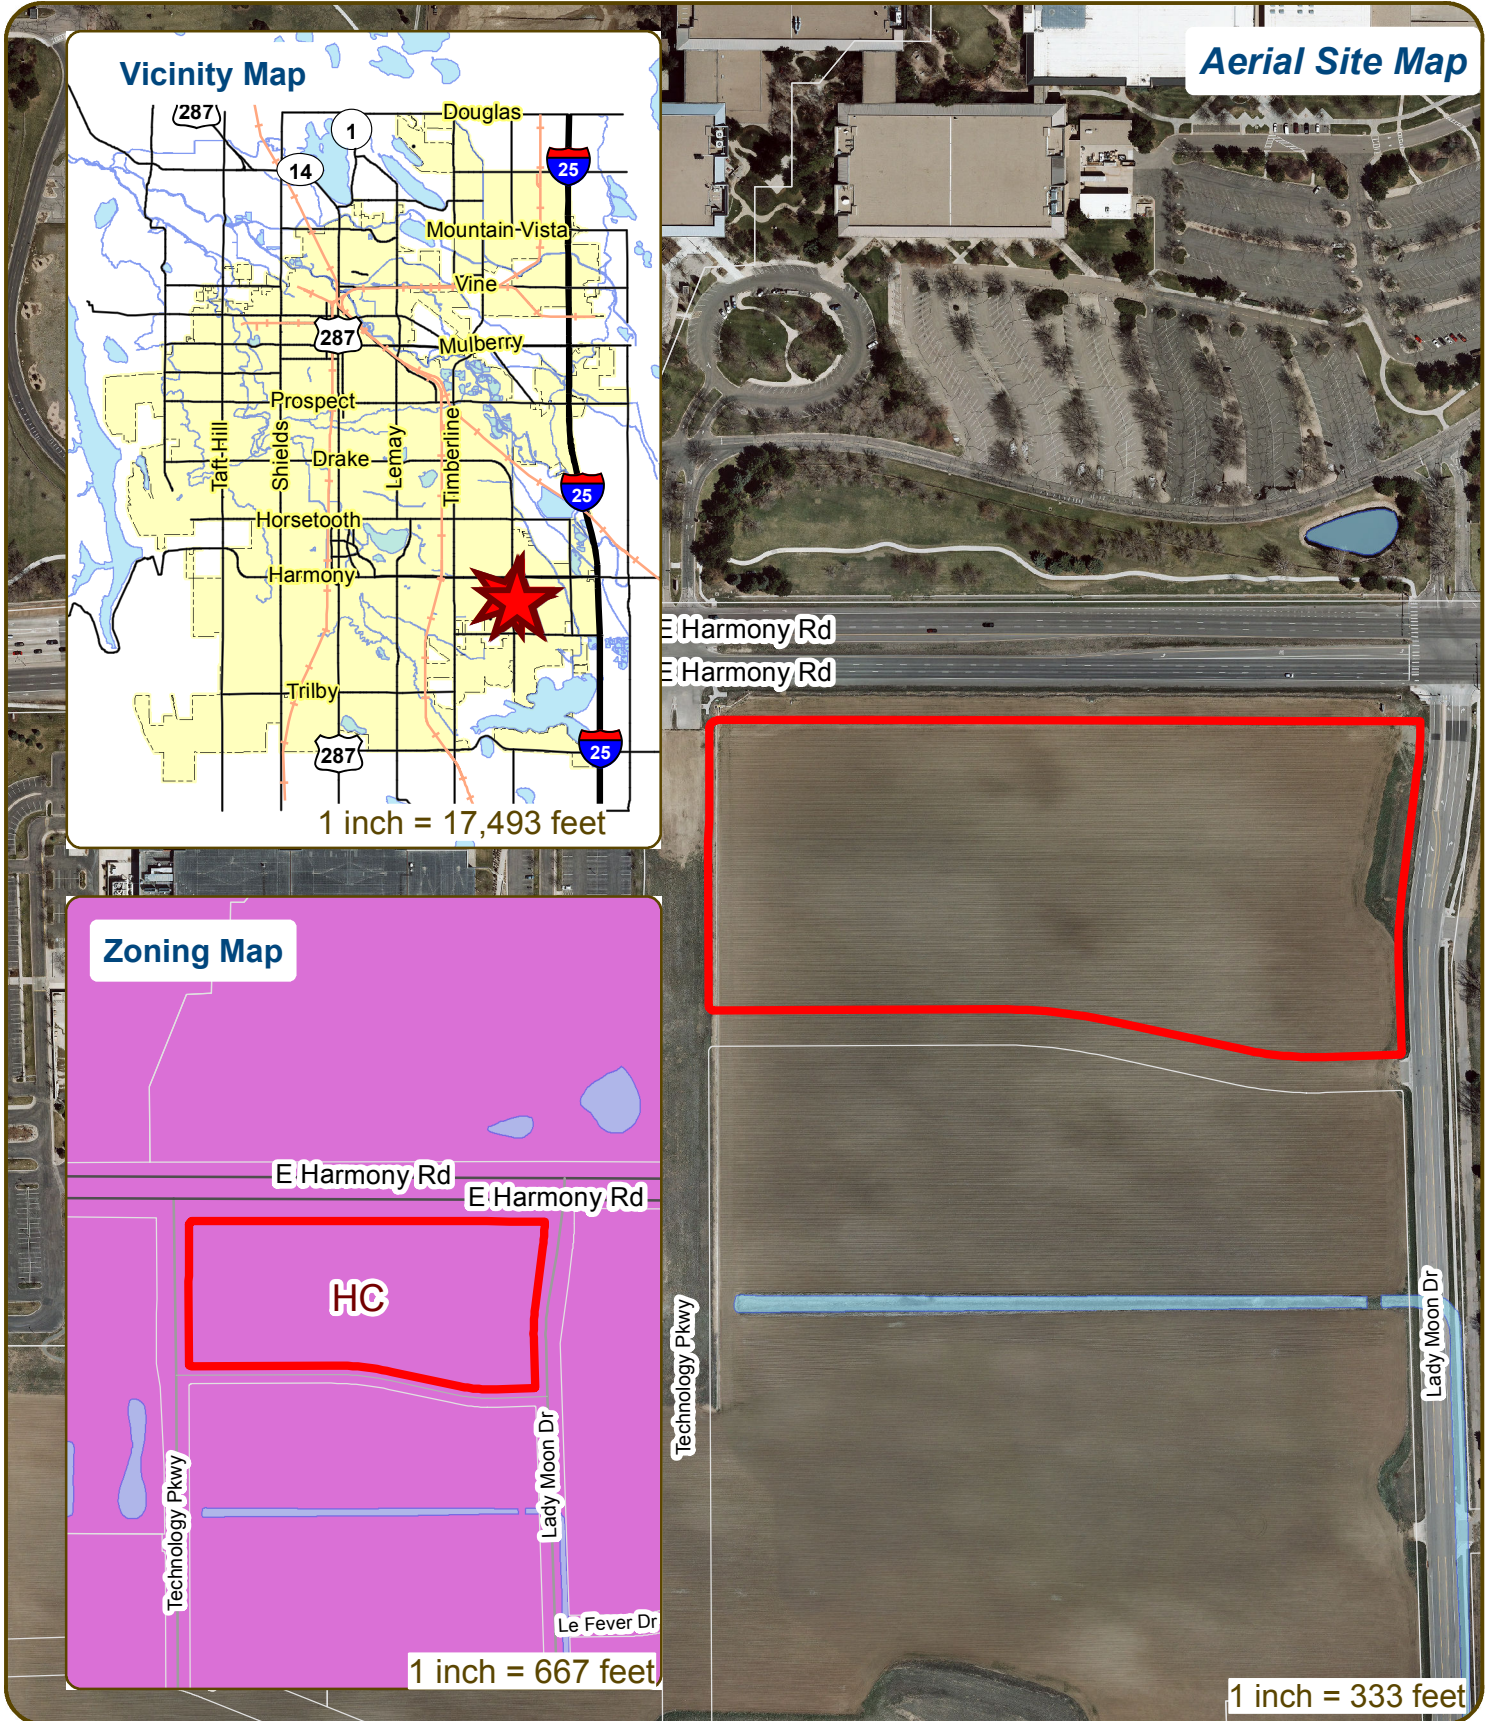 Aerial Site Map
Vicinity Map
287
1
14
Douglas
25
Mountain-Vista
Vine
287
Mulberry
Prospect
Taft-Hill
Shields
Drake
Lemay
Timberline
25
Horsetooth
Harmony
Trilby
287
25
1 inch = 17,493 feet
E Harmony Rd
E Harmony Rd
Technology Pkwy
Lady Moon Dr
1 inch = 333 feet
Zoning Map
E Harmony Rd
E Harmony Rd
HC
Technology Pkwy
Lady Moon Dr
Le Fever Dr
1 inch = 667 feet